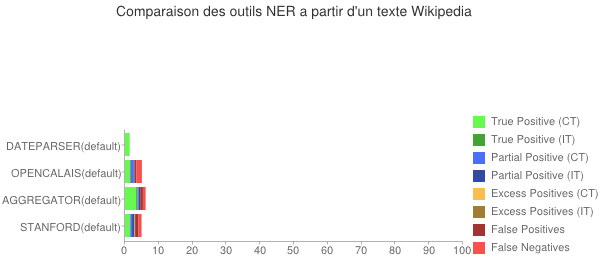 Comparaison des outils NER a partir d'un texte Wikipedia
DATEPARSER(default)
OPENCALAIS(default)
AGGREGATOR(default)
STANFORD(default)
0 10 20 30 40 50 60 70 80 90 100
True Positive (CT)
True Positive (IT)
Partial Positive (CT)
Partial Positive (IT)
Excess Positives (CT)
Excess Positives (IT)
False Positives
False Negatives